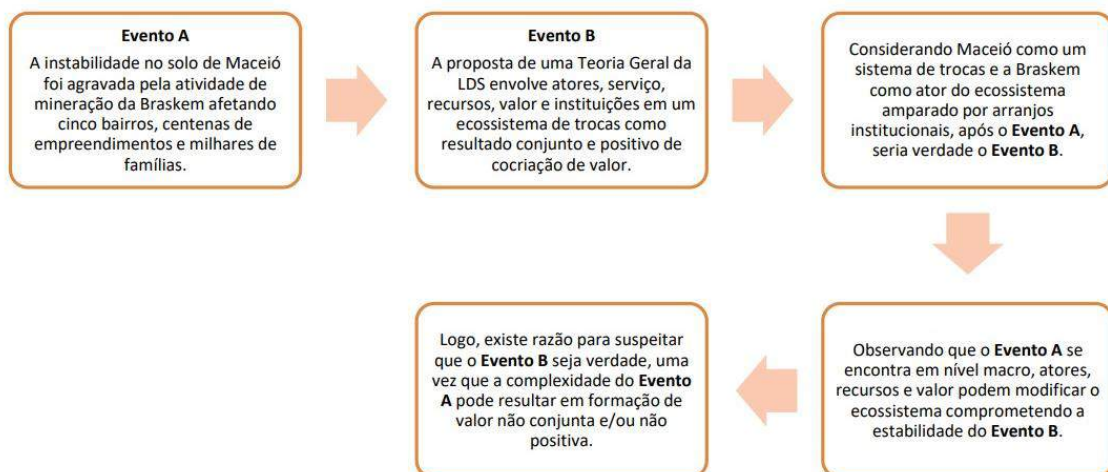 Evento A
A instabilidade no solo de Maceió
foi agravada pela atividade de
mineração da Braskem afetando
cinco bairros, centenas de
empreendimentos e milhares de
famílias.
Evento B
A proposta de uma Teoria Geral da
LDS envolve atores, serviço,
recursos, valor e instituições em um
ecossistema de trocas como
resultado conjunto e positivo de
cocriação de valor.
Considerando Maceió como um
sistema de trocas e a Braskem
como ator do ecossistema
amparado por arranjos
institucionais, após o Evento A,
seria verdade o Evento B.
Observando que o Evento A se
encontra em nível macro, atores,
recursos e valor podem modificar o
ecossistema comprometendo a
estabilidade do Evento B.
Logo, existe razão para suspeitar
que o Evento B seja verdade, uma
vez que a complexidade do Evento
A pode resultar em formação de
valor não conjunta e/ou não
positiva.